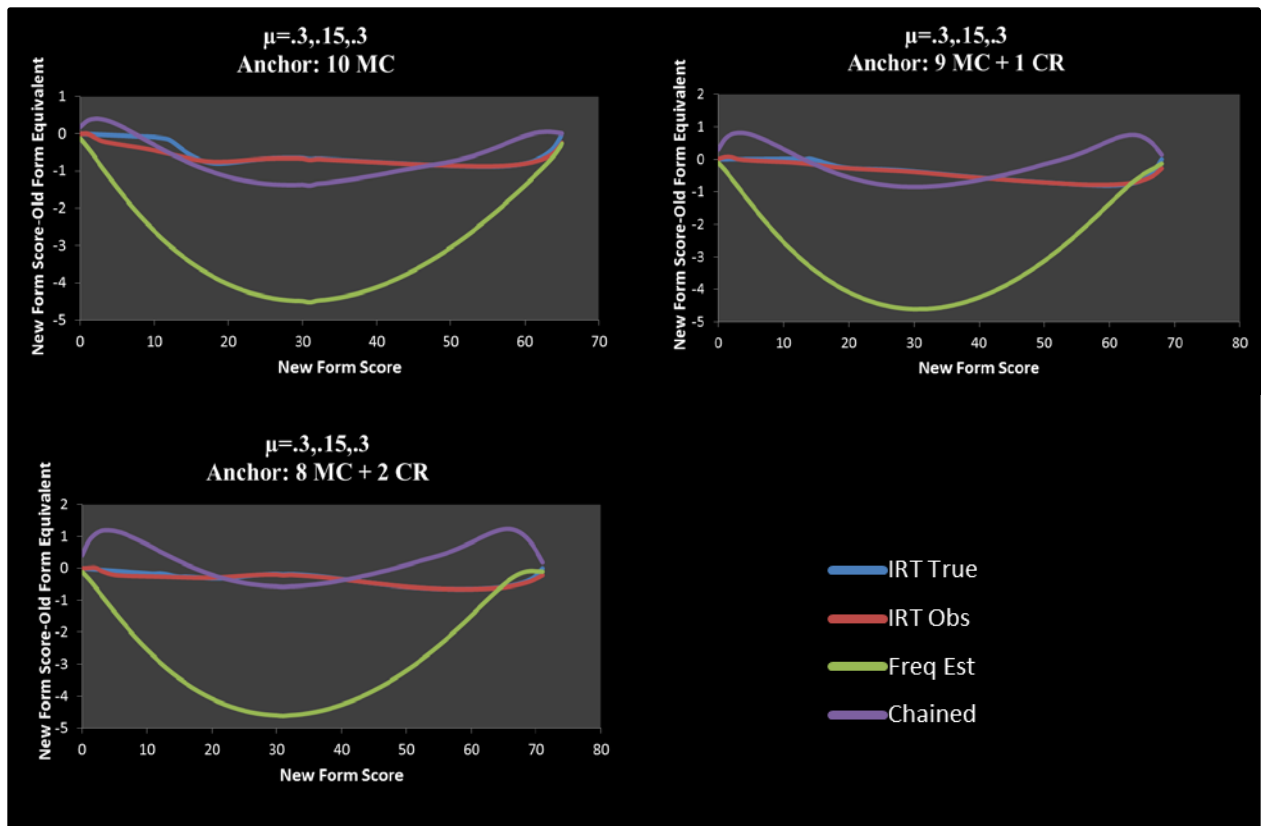 μ=.3,.15,.3
Anchor: 10 MC
New Form Score-Old Form Equivalent
1
0
-1
-2
-3
-4
-5
0 10 20 30 40 50 60 70
New Form Score
μ=.3,.15,.3
Anchor: 9 MC + 1 CR
New Form Score-Old Form Equivalent
2
1
0
-1
-2
-3
-4
-5
0 10 20 30 40 50 60 70 80
New Form Score
μ=.3,.15,.3
Anchor: 8 MC + 2 CR
New Form Score-Old Form Equivalent
2
1
0
-1
-2
-3
-4
-5
0 10 20 30 40 50 60 70 80
New Form Score
IRT True
IRT Obs
Freq Est
Chained